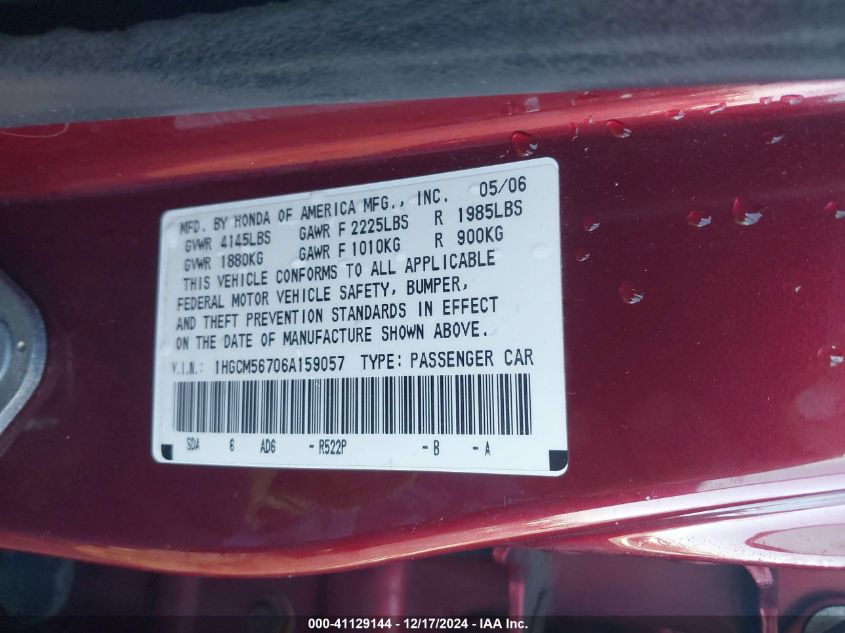 MFD. BY HONDA OF AMERICA MFG., INC. 05/06
GVWR 4145LBS GAWR F 2225LBS R 1985LBS
GVWR 1880KG GAWR F 1010KG R 900KG
THIS VEHICLE CONFORMS TO ALL APPLICABLE
FEDERAL MOTOR VEHICLE SAFETY, BUMPER,
AND THEFT PREVENTION STANDARDS IN EFFECT
ON THE DATE OF MANUFACTURE SHOWN ABOVE.
V.I.N.: 1HGCM56706A159057 TYPE: PASSENGER CAR
SDA 6 AD6 - R522P - B - A
000-41129144 - 12/17/2024 - IAA Inc.